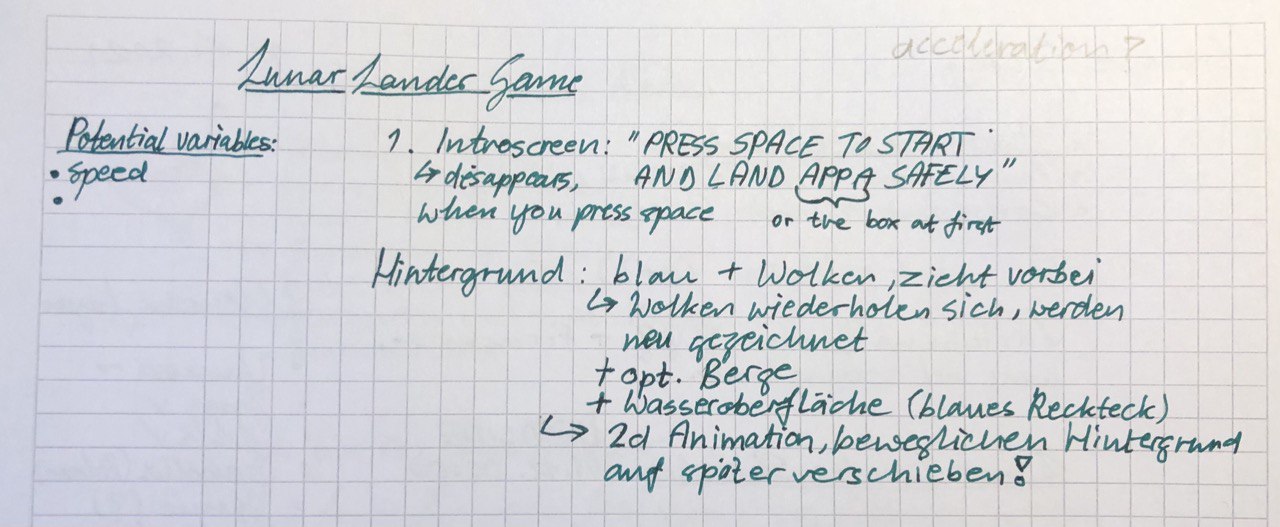 acceleration?
Lunar Lander Game
Potential variables:
• speed
•
1. Introscreen: "PRESS SPACE TO START
↳ disappears, AND LAND APPA SAFELY"
when you press space or the box at first
Hintergrund: blau + Wolken, zieht vorbei
↳ Wolken wiederholen sich, werden
neu gezeichnet
+ opt. Berge
+ Wasseroberfläche (blaues Reckteck)
↳ 2d Animation, beweglichen Hintergrund
auf später verschieben!